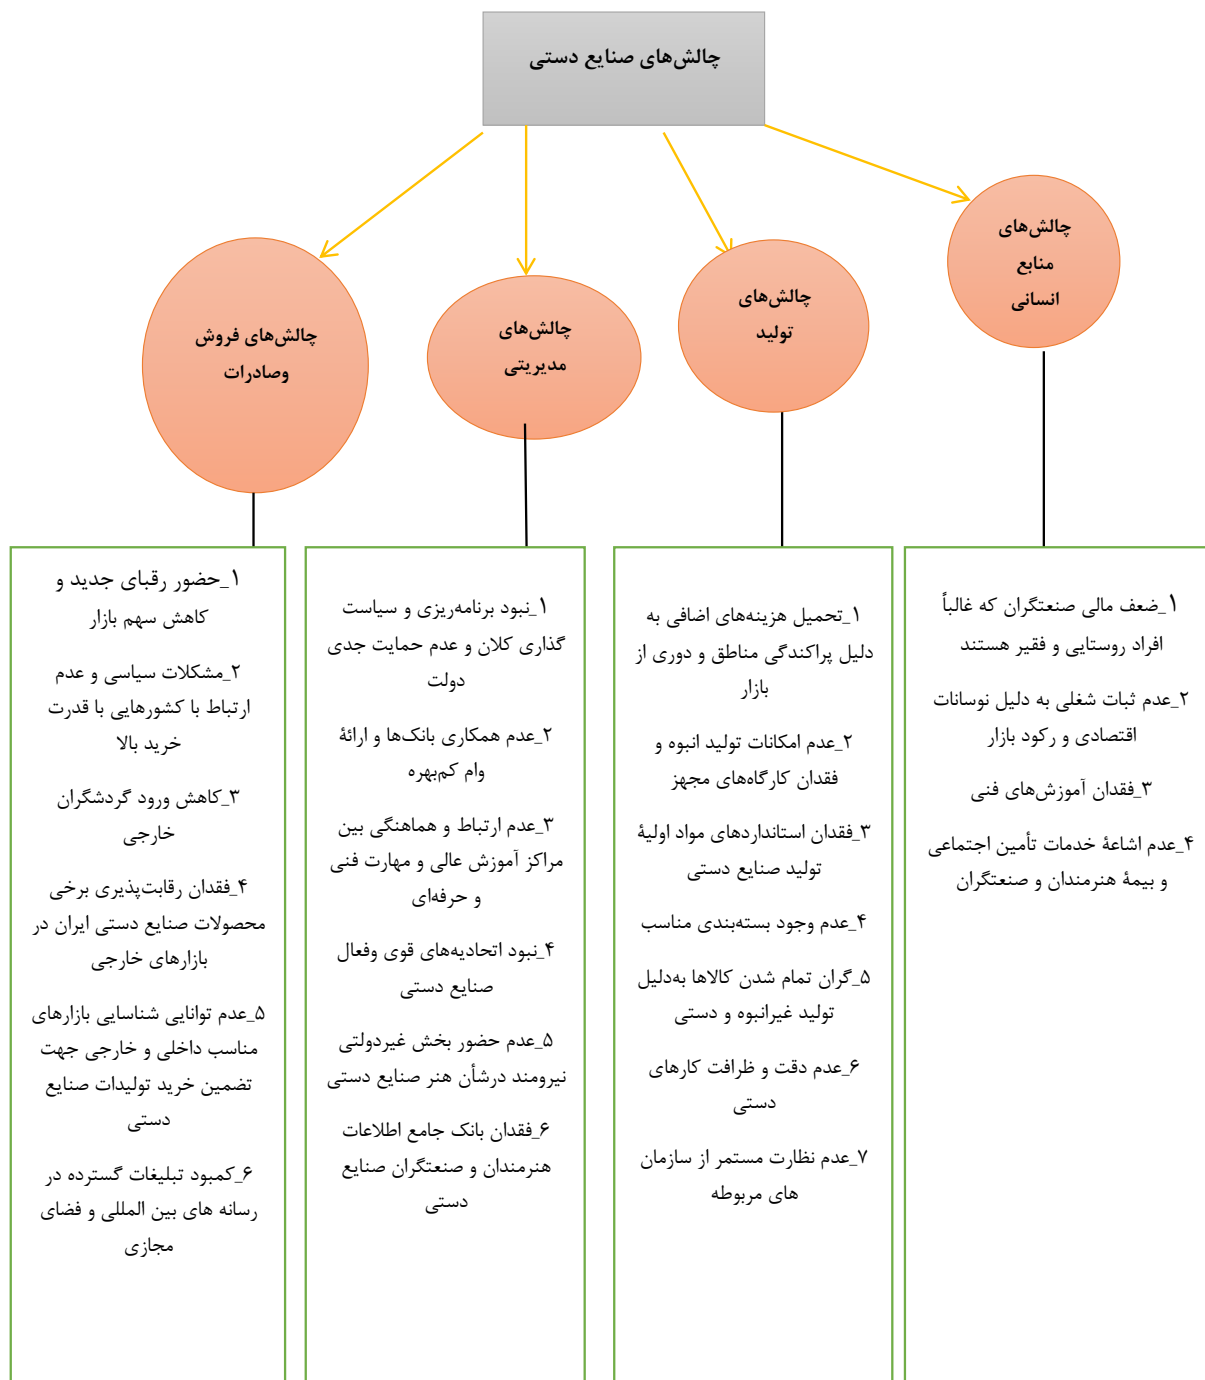 چالش‌های صنایع دستی
چالش‌های
منابع
انسانی
چالش‌های
تولید
چالش‌های
مدیریتی
چالش‌های فروش
وصادرات
۱_ضعف مالی صنعتگران که غالباً
افراد روستایی و فقیر هستند
۲_عدم ثبات شغلی به دلیل نوسانات
اقتصادی و رکود بازار
۳_فقدان آموزش‌های فنی
۴_عدم اشاعهٔ خدمات تأمین اجتماعی
و بیمهٔ هنرمندان و صنعتگران
۱_تحمیل هزینه‌های اضافی به
دلیل پراکندگی مناطق و دوری از
بازار
۲_عدم امکانات تولید انبوه و
فقدان کارگاه‌های مجهز
۳_فقدان استانداردهای مواد اولیهٔ
تولید صنایع دستی
۴_عدم وجود بسته‌بندی مناسب
۵_گران تمام شدن کالاها به‌دلیل
تولید غیرانبوه و دستی
۶_عدم دقت و ظرافت کارهای
دستی
۷_عدم نظارت مستمر از سازمان
های مربوطه
۱_نبود برنامه‌ریزی و سیاست
گذاری کلان و عدم حمایت جدی
دولت
۲_عدم همکاری بانک‌ها و ارائهٔ
وام کم‌بهره
۳_عدم ارتباط و هماهنگی بین
مراکز آموزش عالی و مهارت فنی
و حرفه‌ای
۴_نبود اتحادیه‌های قوی وفعال
صنایع دستی
۵_عدم حضور بخش غیردولتی
نیرومند درشأن هنر صنایع دستی
۶_فقدان بانک جامع اطلاعات
هنرمندان و صنعتگران صنایع
دستی
۱_حضور رقبای جدید و
کاهش سهم بازار
۲_مشکلات سیاسی و عدم
ارتباط با کشورهایی با قدرت
خرید بالا
۳_کاهش ورود گردشگران
خارجی
۴_فقدان رقابت‌پذیری برخی
محصولات صنایع دستی ایران در
بازارهای خارجی
۵_عدم توانایی شناسایی بازارهای
مناسب داخلی و خارجی جهت
تضمین خرید تولیدات صنایع
دستی
۶_کمبود تبلیغات گسترده در
رسانه های بین المللی و فضای
مجازی